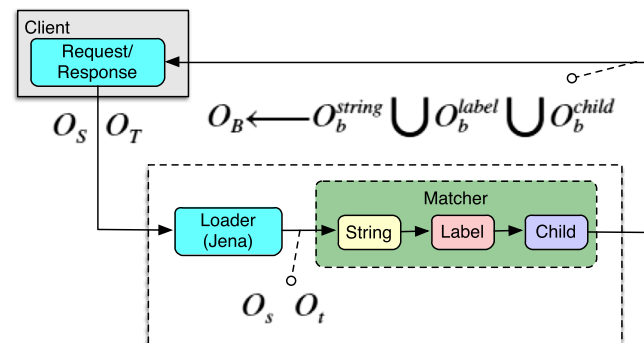 Client
Request/
Response
O_S O_T
O_B ⟵ O_b^{string} ⋃ O_b^{label} ⋃ O_b^{child}
Matcher
Loader
(Jena)
String
Label
Child
O_s O_t